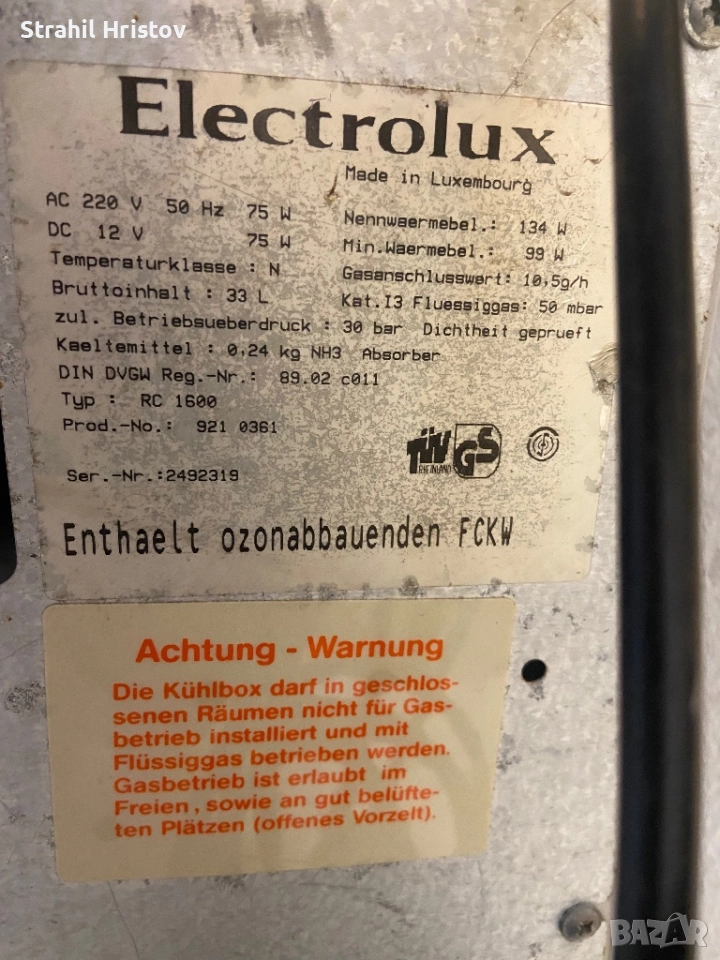 Strahil Hristov
Electrolux
Made in Luxembourg
AC 220 V 50 Hz 75 W
DC 12 V 75 W
Temperaturklasse : N
Bruttoinhalt : 33 L
Nennwaermebel.: 134 W
Min.Waermebel.: 99 W
Gasanschlusswert: 10,5g/h
Kat.I3 Fluessiggas: 50 mbar
zul. Betriebsueberdruck : 30 bar Dichtheit geprueft
Kaeltemittel : 0,24 kg NH3 Absorber
DIN DVGW Reg.-Nr.: 89.02 c011
Typ : RC 1600
Prod.-No.: 921 0361
Ser.-Nr.:2492319
TÜV GS
RHEINLAND
Enthaelt ozonabbauenden FCKW
Achtung - Warnung
Die Kühlbox darf in geschlos-
senen Räumen nicht für Gas-
betrieb installiert und mit
Flüssiggas betrieben werden.
Gasbetrieb ist erlaubt im
Freien, sowie an gut belüfte-
ten Plätzen (offenes Vorzelt).
BAZAR